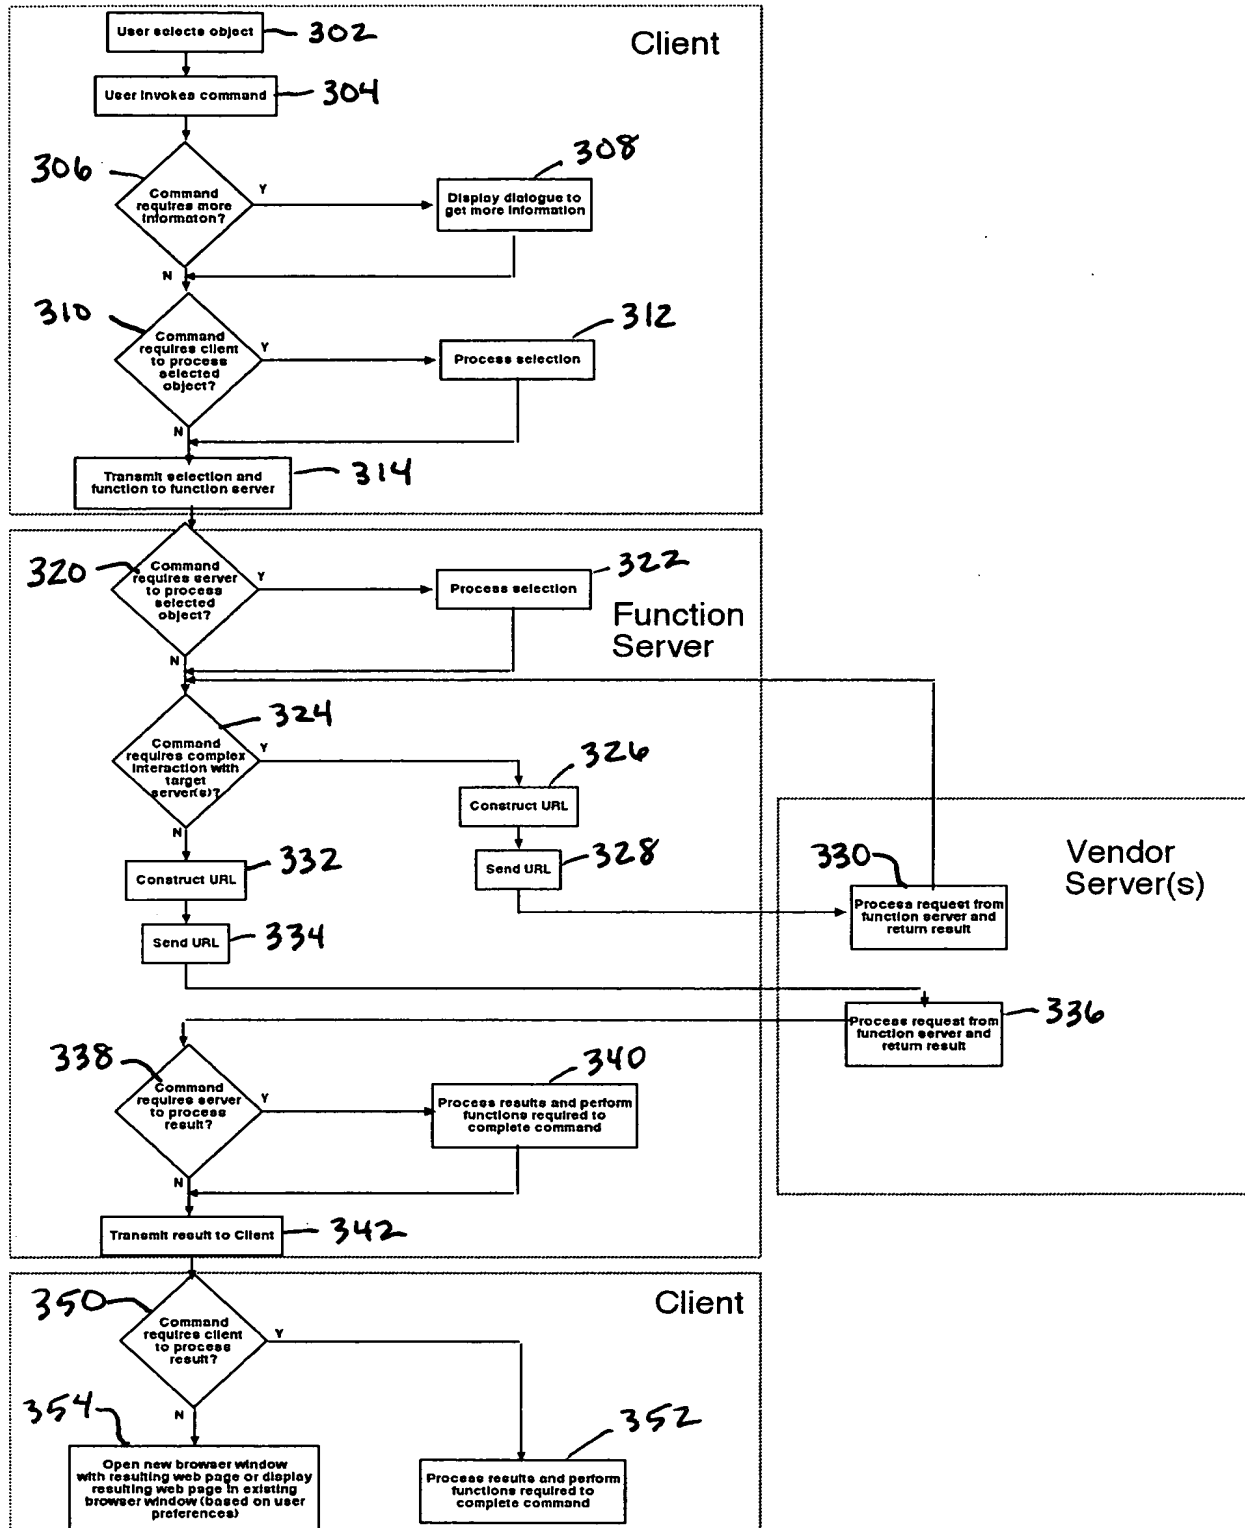 User selects object
302
Client
User invokes command
304
306
308
Command
requires more
information?
Y
Display dialogue to
get more information
N
310
312
Command
requires client
to process
selected
object?
Y
Process selection
N
Transmit selection and
function to function server
314
320
322
Command
requires server
to process
selected
object?
Y
Process selection
Function
Server
N
324
Command
requires complex
interaction with
target
server(s)?
Y
326
Construct URL
N
332
Construct URL
328
Send URL
330
Vendor
Server(s)
Process request from
function server and
return result
334
Send URL
336
Process request from
function server and
return result
338
340
Command
requires server
to process
result?
Y
Process results and perform
functions required to
complete command
N
Transmit result to Client
342
350
Client
Command
requires client
to process
result?
Y
N
354
352
Open new browser window
with resulting web page or display
resulting web page in existing
browser window (based on user
preferences)
Process results and perform
functions required to
complete command